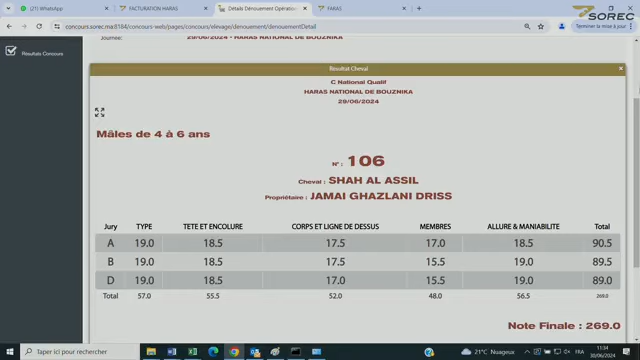 WhatsApp
FACTURATION HARAS
Détails Dénouement Opératio
FARAS
SOREC
concours.sorec.ma:8184/concours-web/pages/concours/elevage/denouement/denouementDetail
Terminer la mise à jour
Résultats Concours
Journée: 29/06/2024 - HARAS NATIONAL DE BOUZNIKA
Résultat Cheval
C National Qualif
HARAS NATIONAL DE BOUZNIKA
29/06/2024
Mâles de 4 à 6 ans
N° : 106
Cheval : SHAH AL ASSIL
Propriétaire : JAMAI GHAZLANI DRISS
Jury TYPE TETE ET ENCOLURE CORPS ET LIGNE DE DESSUS MEMBRES ALLURE & MANIABILITE Total
A 19.0 18.5 17.5 17.0 18.5 90.5
B 19.0 18.5 17.5 15.5 19.0 89.5
D 19.0 18.5 17.0 15.5 19.0 89.0
Total 57.0 55.5 52.0 48.0 56.5 269.0
Note Finale : 269.0
Taper ici pour rechercher
21°C Nuageux
FRA
11:34
30/06/2024